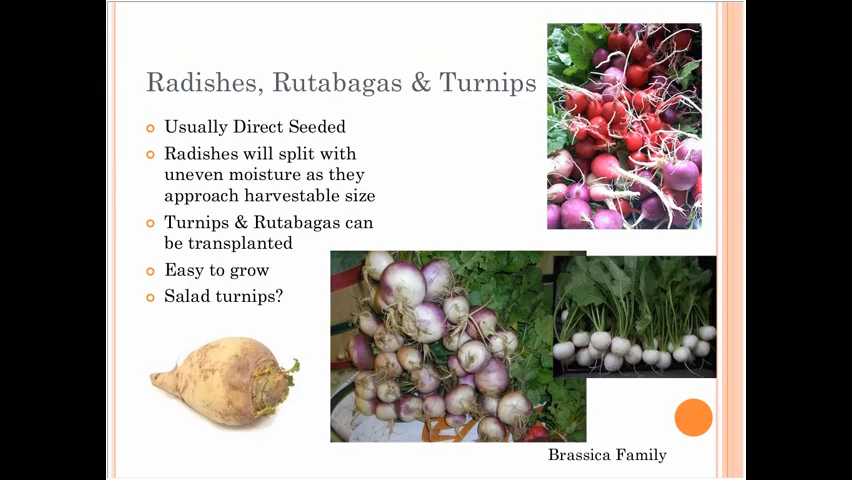 Radishes, Rutabagas & Turnips
Usually Direct Seeded
Radishes will split with
uneven moisture as they
approach harvestable size
Turnips & Rutabagas can
be transplanted
Easy to grow
Salad turnips?
Brassica Family